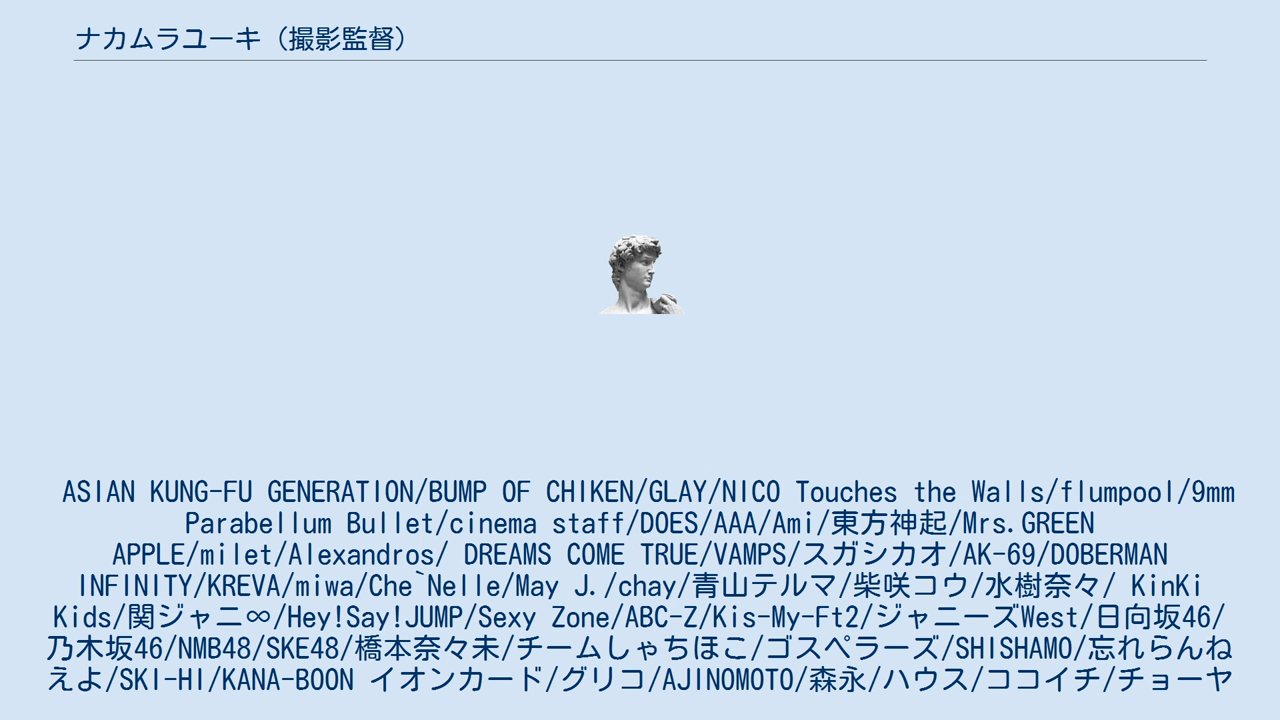 ナカムラユーキ（撮影監督）
ASIAN KUNG-FU GENERATION/BUMP OF CHIKEN/GLAY/NICO Touches the Walls/flumpool/9mm
Parabellum Bullet/cinema staff/DOES/AAA/Ami/東方神起/Mrs.GREEN
APPLE/milet/Alexandros/ DREAMS COME TRUE/VAMPS/スガシカオ/AK-69/DOBERMAN
INFINITY/KREVA/miwa/Che`Nelle/May J./chay/青山テルマ/柴咲コウ/水樹奈々/ KinKi
Kids/関ジャニ∞/Hey!Say!JUMP/Sexy Zone/ABC-Z/Kis-My-Ft2/ジャニーズWest/日向坂46/
乃木坂46/NMB48/SKE48/橋本奈々未/チームしゃちほこ/ゴスペラーズ/SHISHAMO/忘れらんね
えよ/SKI-HI/KANA-BOON イオンカード/グリコ/AJINOMOTO/森永/ハウス/ココイチ/チョーヤ